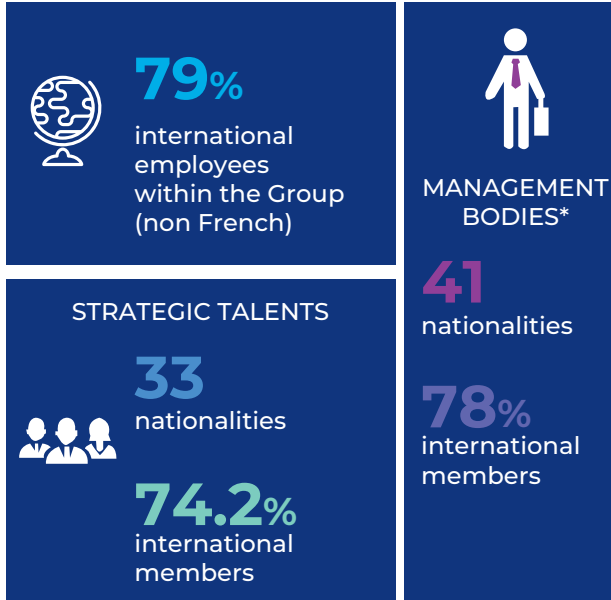 79%
international
employees
within the Group
(non French)
STRATEGIC TALENTS
33
nationalities
74.2%
international
members
MANAGEMENT
BODIES*
41
nationalities
78%
international
members